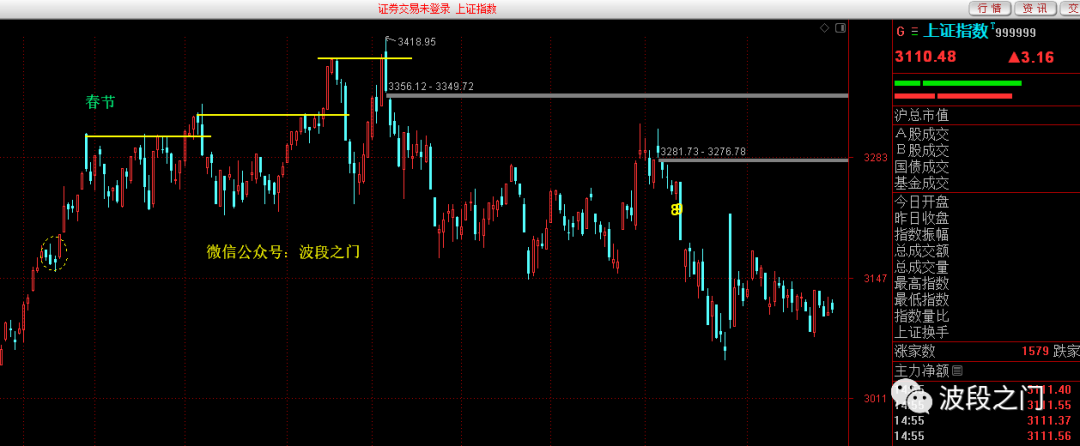 证券交易未登录 上证指数
行情 资讯 交
3418.95
3356.12 - 3349.72
春节
3281.73 - 3276.78
89
微信公众号：波段之门
3283
3147
3011
G 上证指数 999999
3110.48 ▲3.16
沪总市值
A股成交
B股成交
国债成交
基金成交
今日开盘
昨日收盘
指数振幅
总成交额
总成交量
最高指数
最低指数
指数量比
上证换手
涨家数 1579 跌家
主力净额
波段之门
3111.40
14:55 3111.55
14:55 3111.37
14:55 3111.56